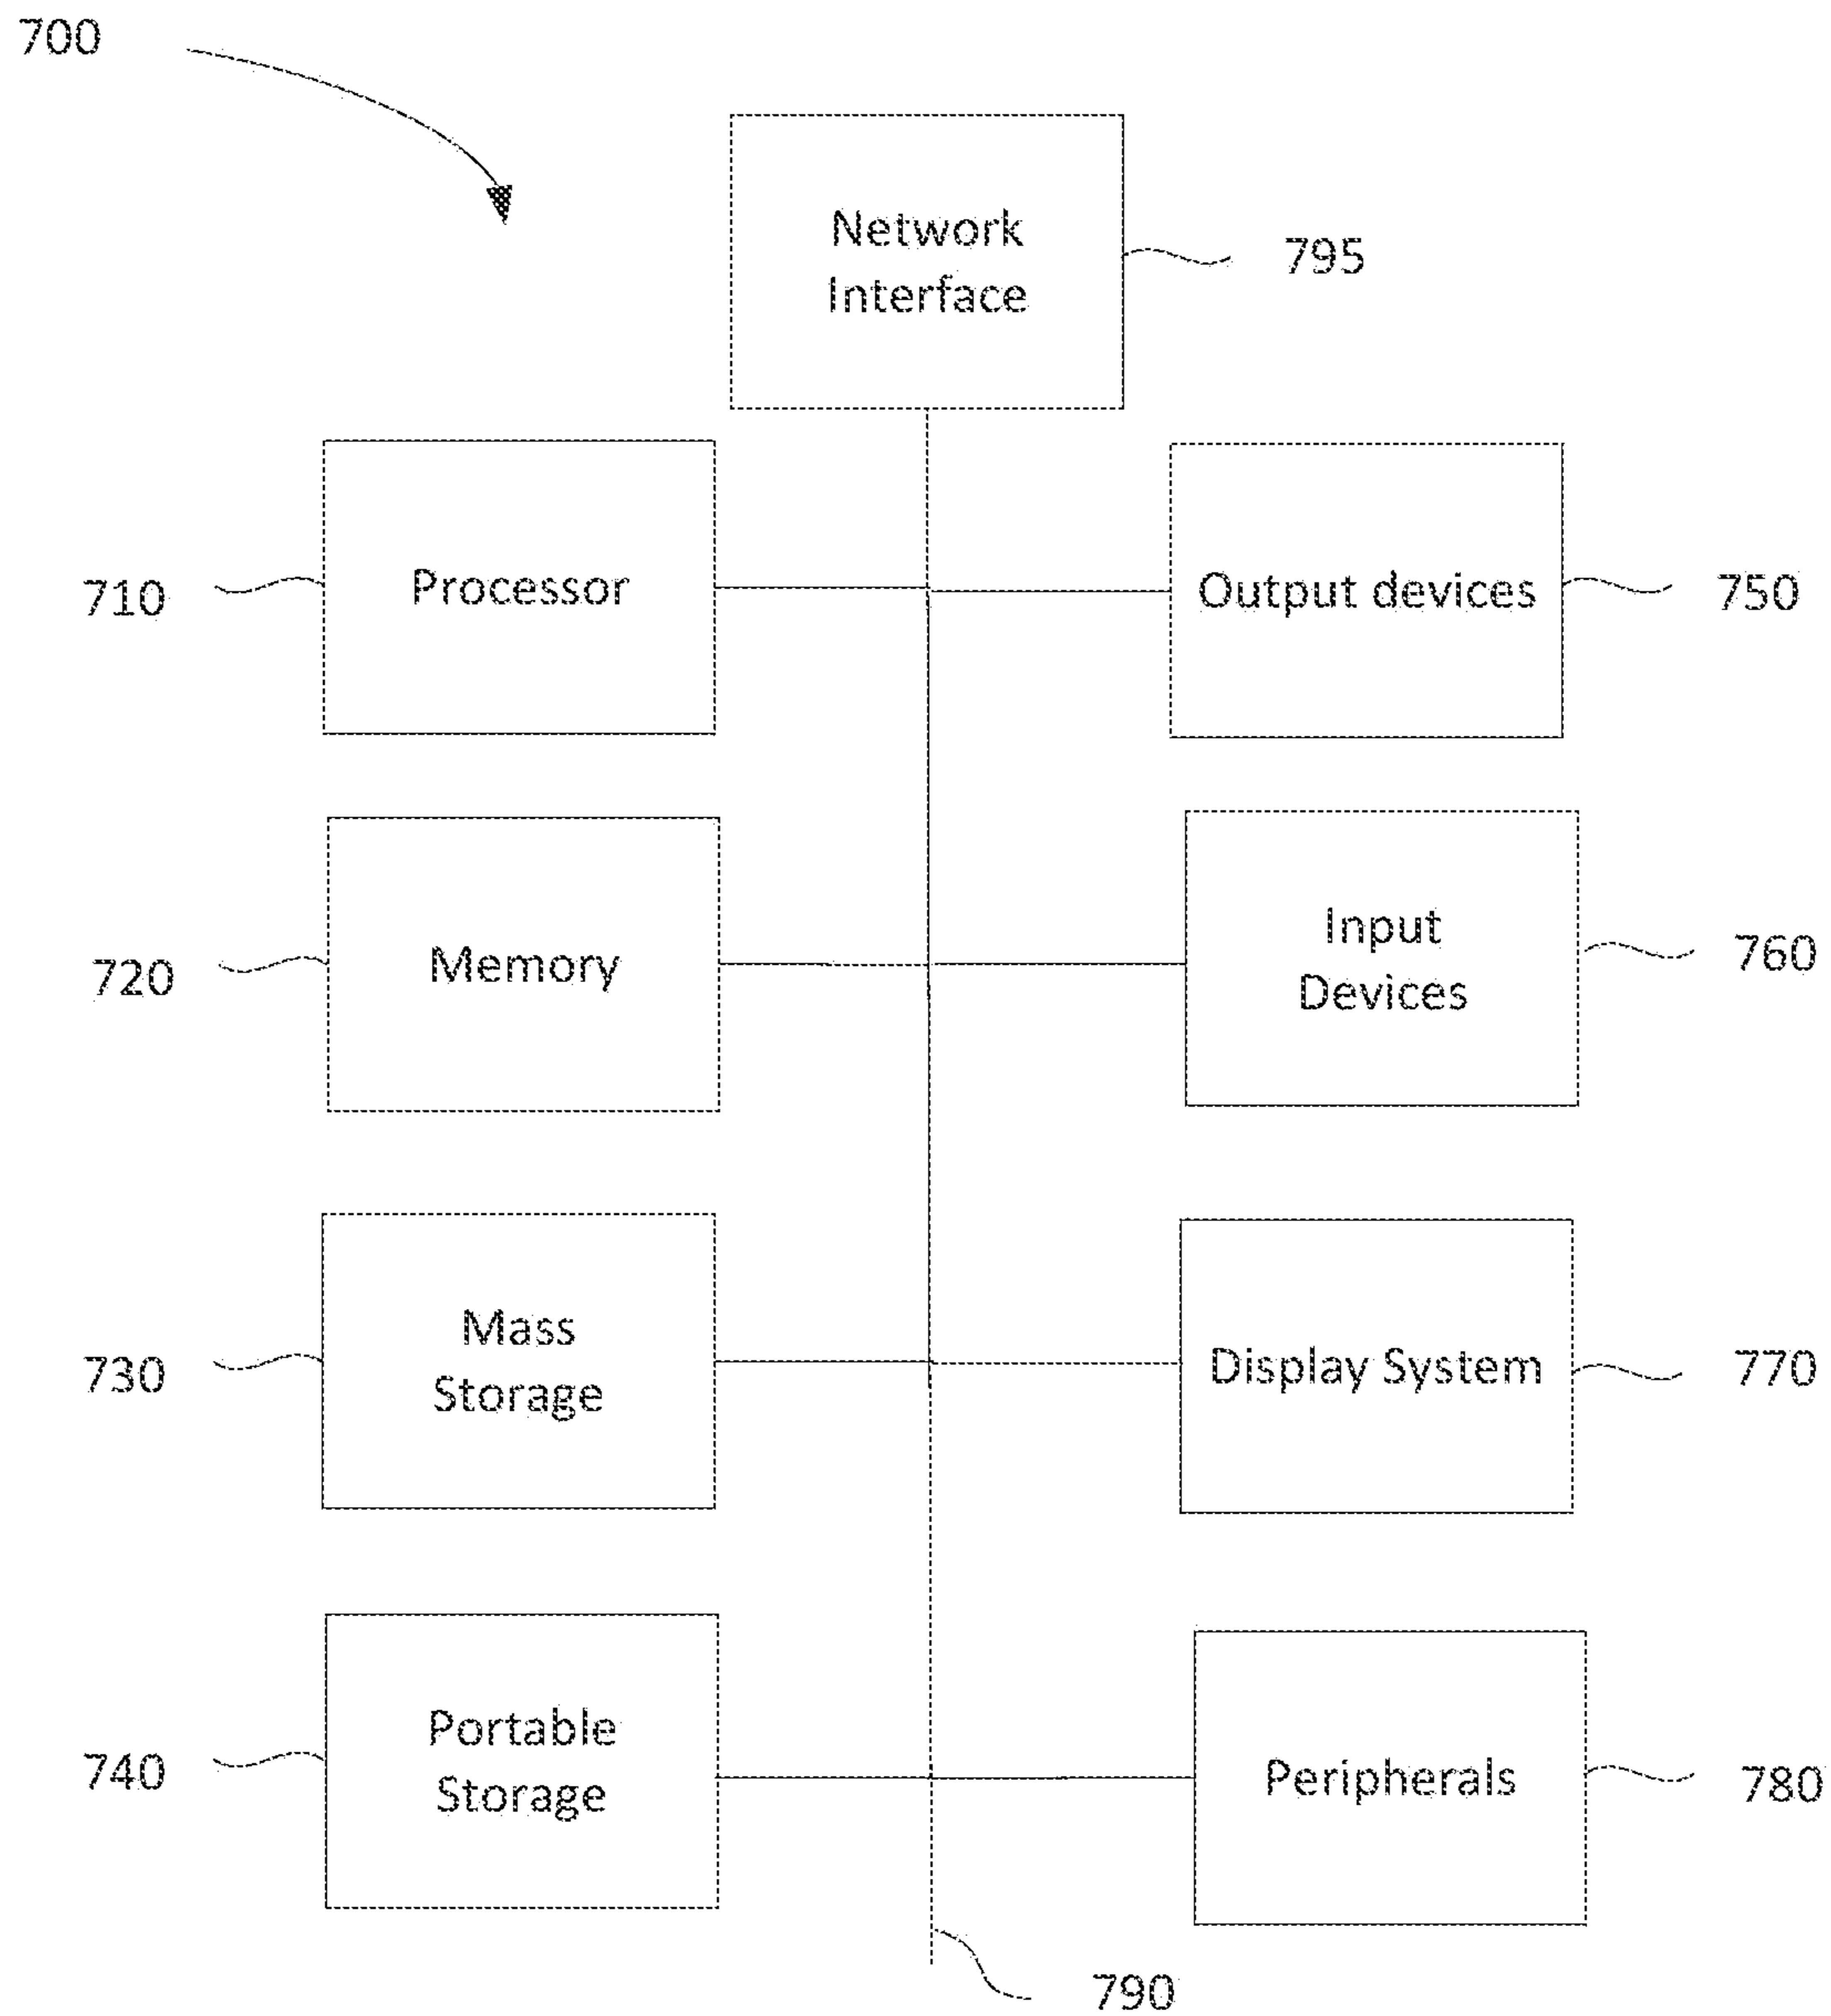 700
Network
Interface
795
710
Processor
Output devices
750
720
Memory
Input
Devices
760
730
Mass
Storage
Display System
770
740
Portable
Storage
Peripherals
780
790